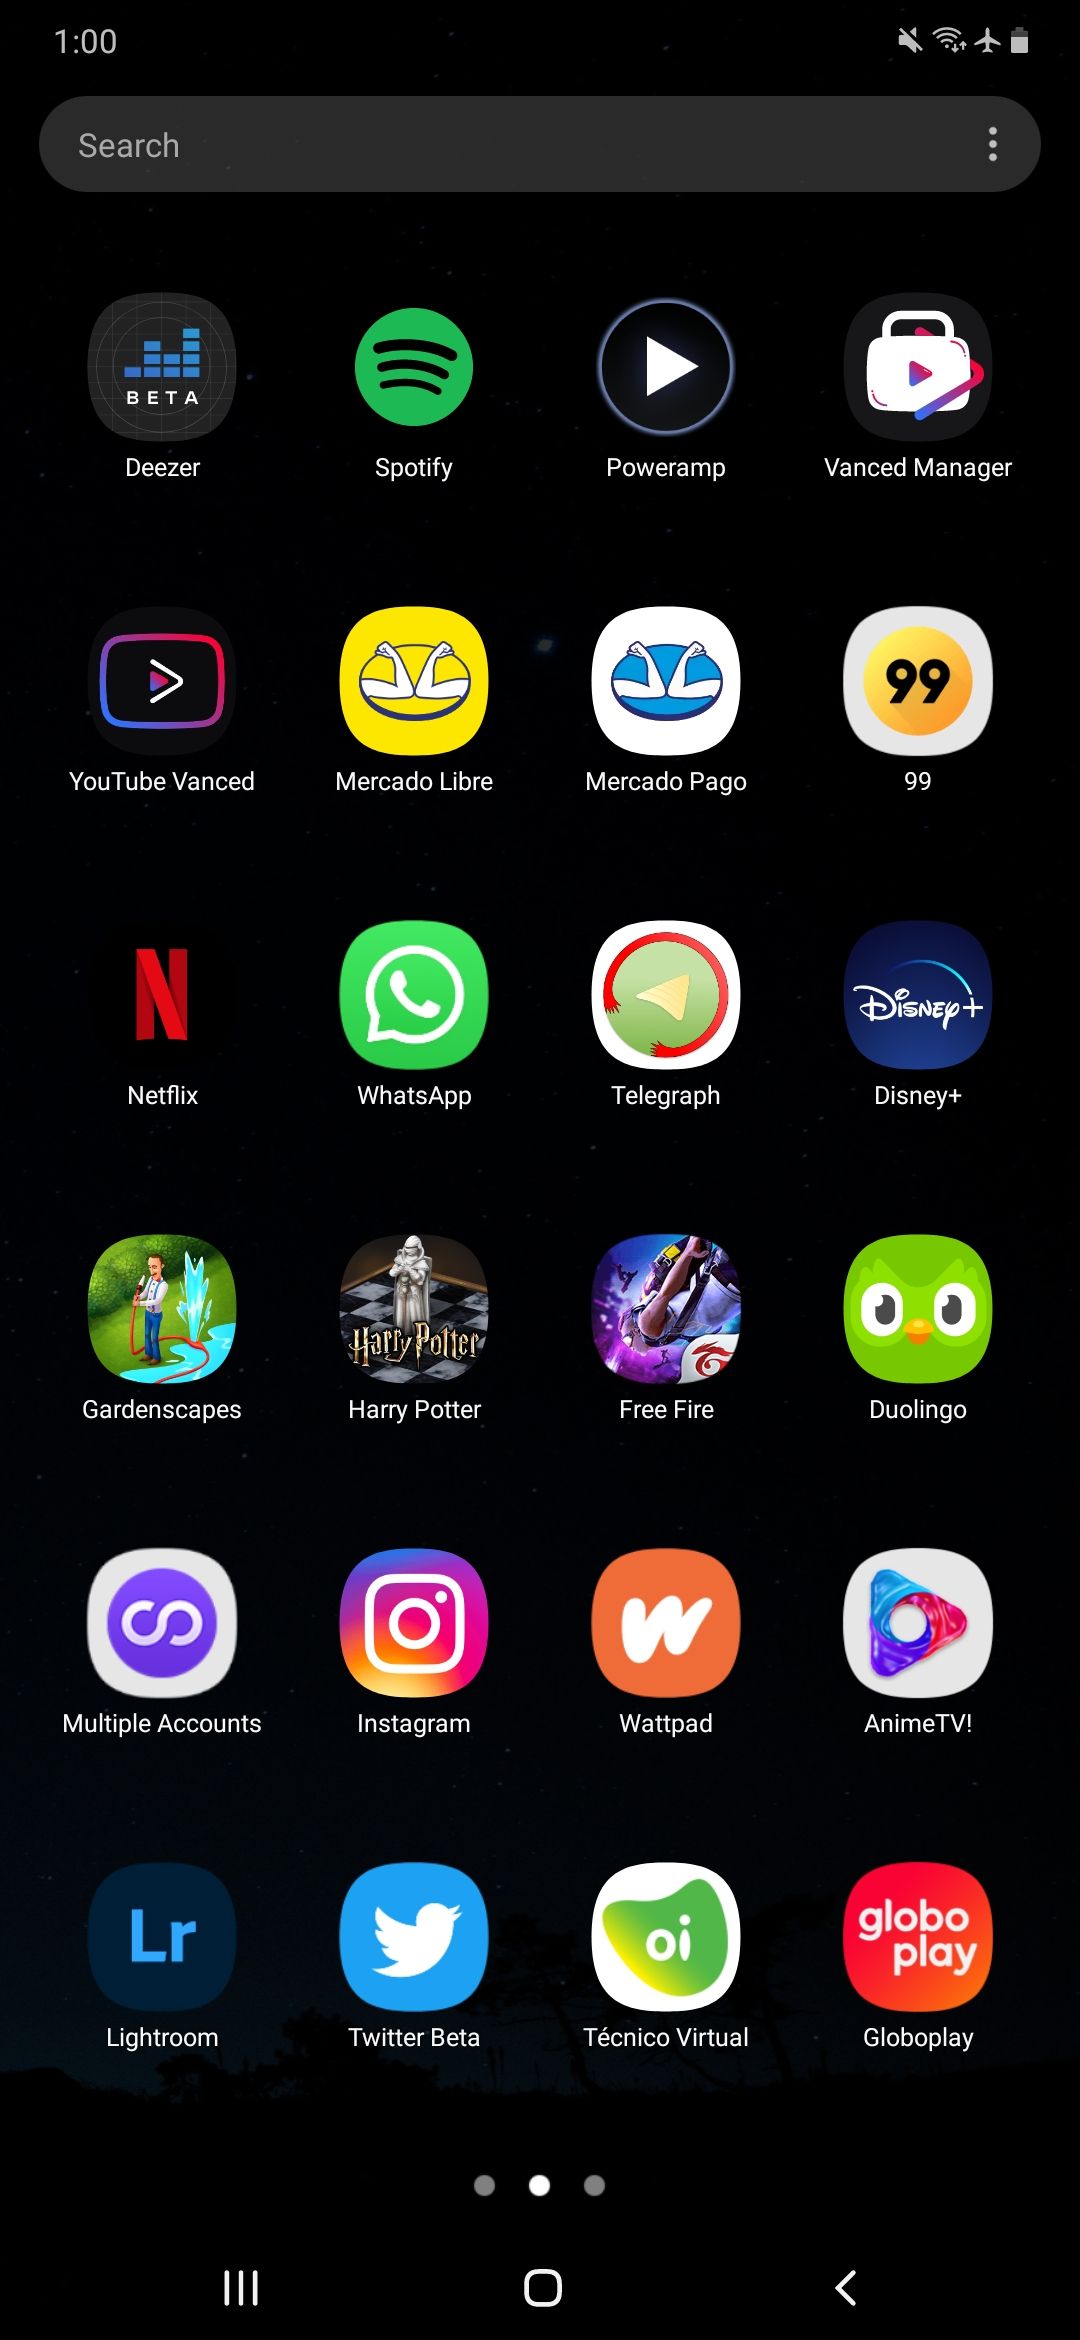 1:00
Search
BETA
Deezer
Spotify
Poweramp
Vanced Manager
99
YouTube Vanced
Mercado Libre
Mercado Pago
99
N
Disney+
Netflix
WhatsApp
Telegraph
Disney+
Harry Potter
Gardenscapes
Harry Potter
Free Fire
Duolingo
W
Multiple Accounts
Instagram
Wattpad
AnimeTV!
Lr
oi
globo
play
Lightroom
Twitter Beta
Técnico Virtual
Globoplay